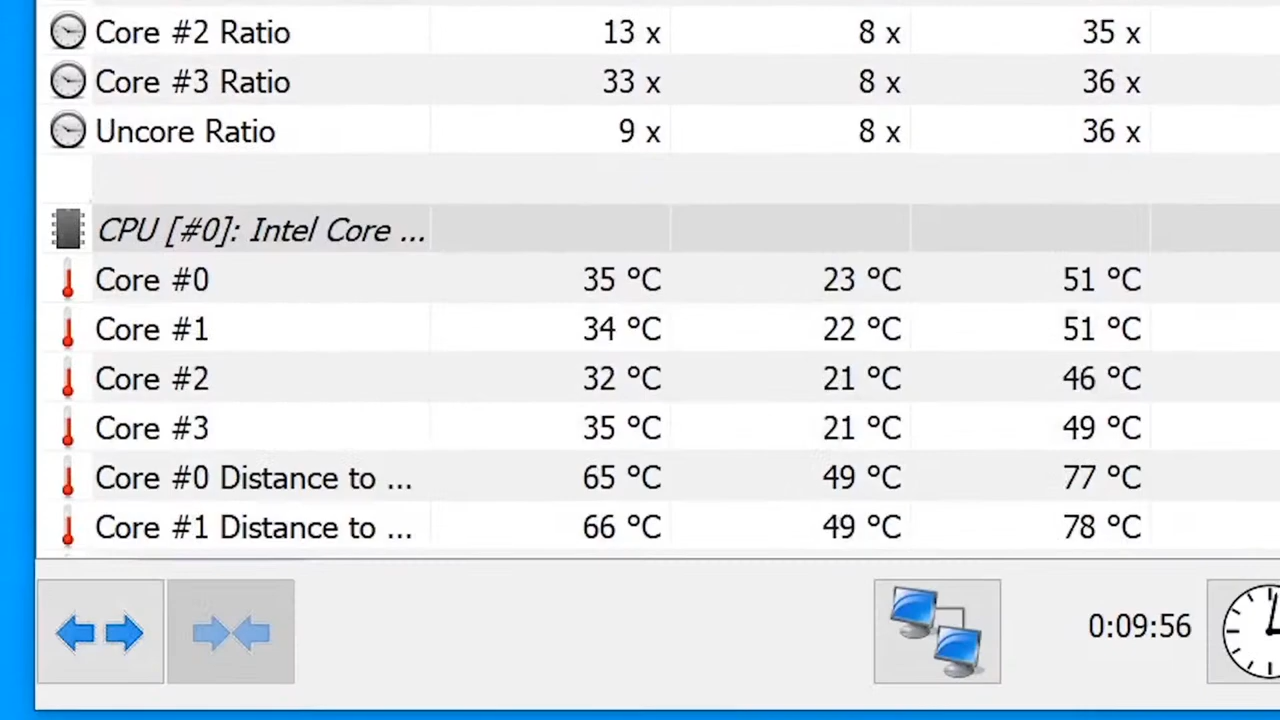 Core #2 Ratio 13 x 8 x 35 x
Core #3 Ratio 33 x 8 x 36 x
Uncore Ratio 9 x 8 x 36 x
CPU [#0]: Intel Core ...
Core #0 35 °C 23 °C 51 °C
Core #1 34 °C 22 °C 51 °C
Core #2 32 °C 21 °C 46 °C
Core #3 35 °C 21 °C 49 °C
Core #0 Distance to ... 65 °C 49 °C 77 °C
Core #1 Distance to ... 66 °C 49 °C 78 °C
0:09:56